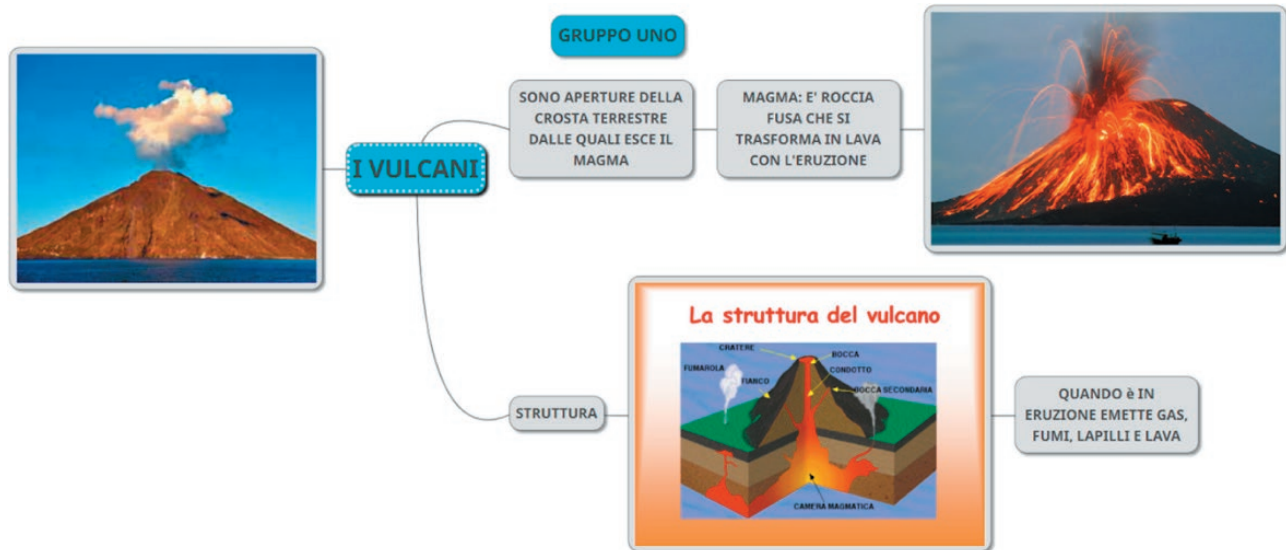 GRUPPO UNO
I VULCANI
SONO APERTURE DELLA
CROSTA TERRESTRE
DALLE QUALI ESCE IL
MAGMA
MAGMA: E' ROCCIA
FUSA CHE SI
TRASFORMA IN LAVA
CON L'ERUZIONE
STRUTTURA
La struttura del vulcano
CRATERE
BOCCA
FUMAROLA
FIANCO
CONDOTTO
BOCCA SECONDARIA
CAMERA MAGMATICA
QUANDO è IN
ERUZIONE EMETTE GAS,
FUMI, LAPILLI E LAVA